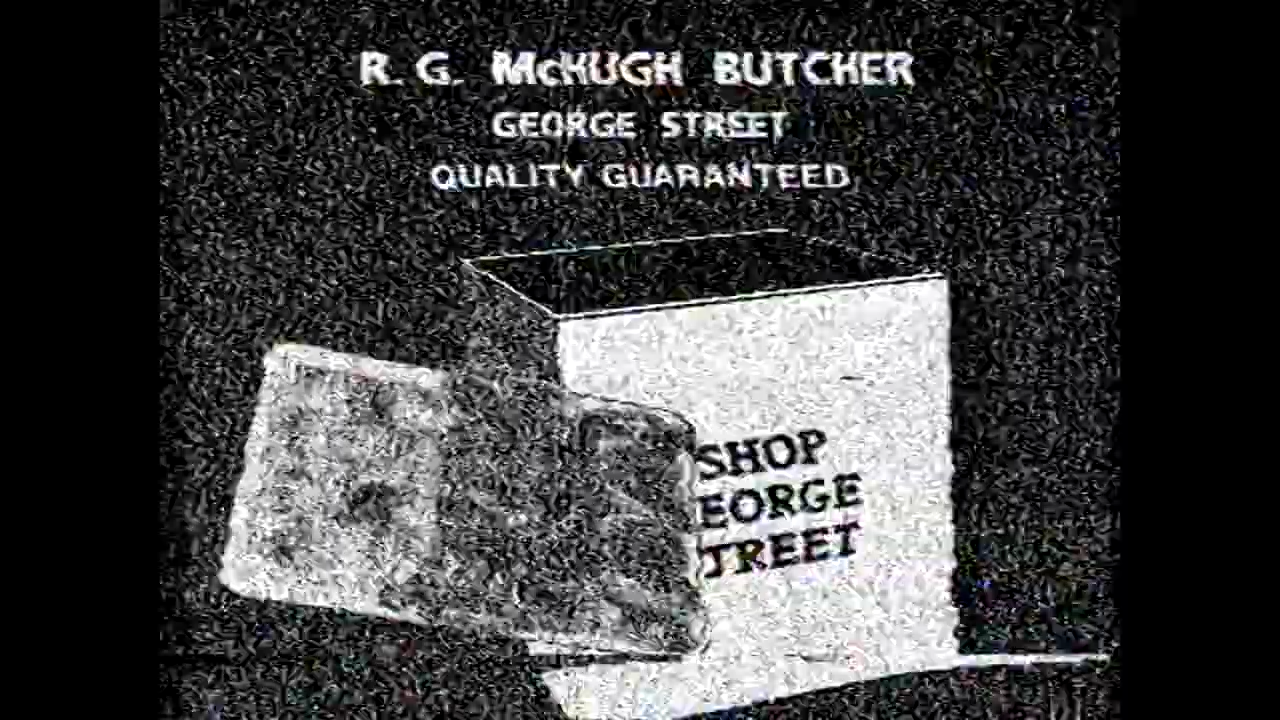 R. G. McHUGH BUTCHER
GEORGE STREET
QUALITY GUARANTEED
SHOP
EORGE
TREET